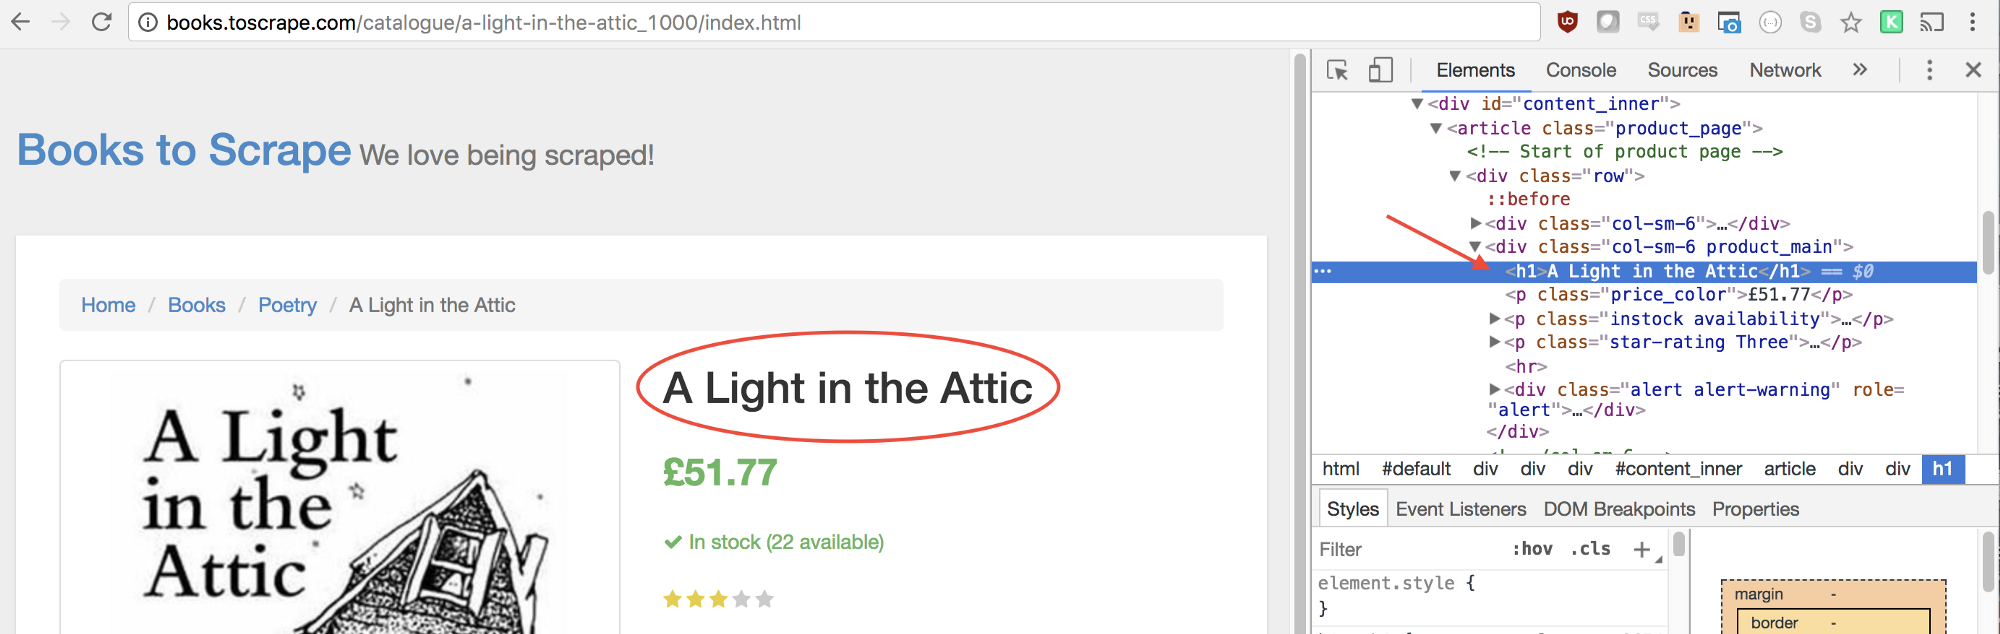 books.toscrape.com/catalogue/a-light-in-the-attic_1000/index.html
Books to Scrape We love being scraped!
Home / Books / Poetry / A Light in the Attic
A Light
in the
Attic
A Light in the Attic
£51.77
In stock (22 available)
Elements Console Sources Network »
▼<div id="content_inner">
▼<article class="product_page">
<!-- Start of product page -->
▼<div class="row">
::before
▶<div class="col-sm-6">…</div>
▼<div class="col-sm-6 product_main">
<h1>A Light in the Attic</h1> == $0
<p class="price_color">£51.77</p>
▶<p class="instock availability">…</p>
▶<p class="star-rating Three">…</p>
<hr>
▶<div class="alert alert-warning" role=
"alert">…</div>
</div>
html #default div div div #content_inner article div div h1
Styles Event Listeners DOM Breakpoints Properties
Filter :hov .cls +
element.style {
}
margin -
border -